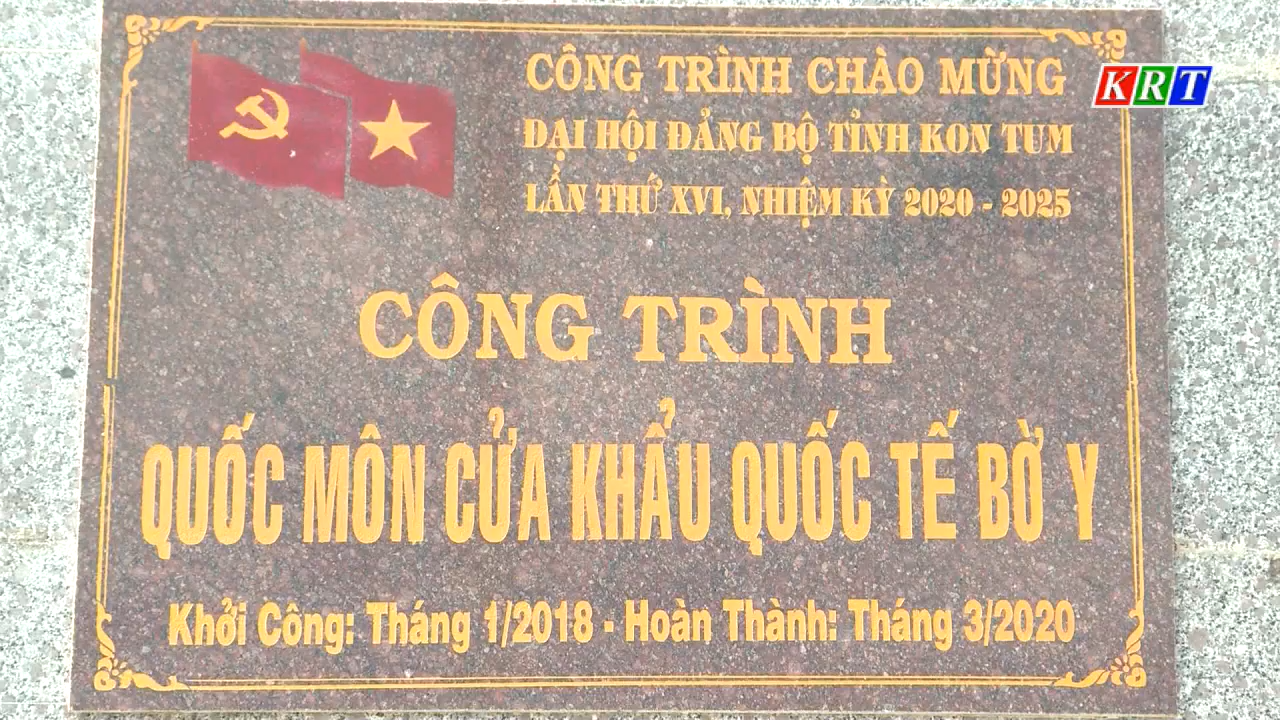 KRT
CÔNG TRÌNH CHÀO MỪNG
ĐẠI HỘI ĐẢNG BỘ TỈNH KON TUM
LẦN THỨ XVI, NHIỆM KỲ 2020 - 2025
CÔNG TRÌNH
QUỐC MÔN CỬA KHẨU QUỐC TẾ BỜ Y
Khởi Công: Tháng 1/2018 - Hoàn Thành: Tháng 3/2020